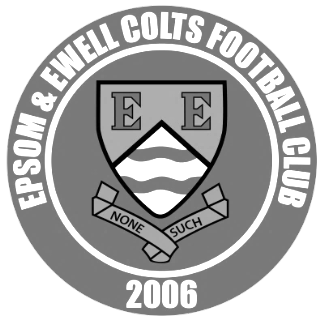 EPSOM & EWELL COLTS FOOTBALL CLUB
E E
NONE SUCH
2006